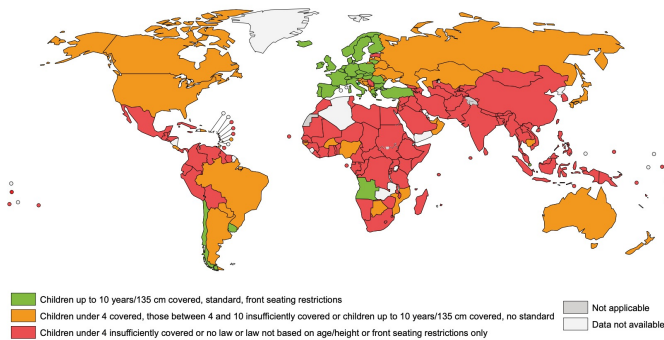 Children up to 10 years/135 cm covered, standard, front seating restrictions
Children under 4 covered, those between 4 and 10 insufficiently covered or children up to 10 years/135 cm covered, no standard
Children under 4 insufficiently covered or no law or law not based on age/height or front seating restrictions only
Not applicable
Data not available